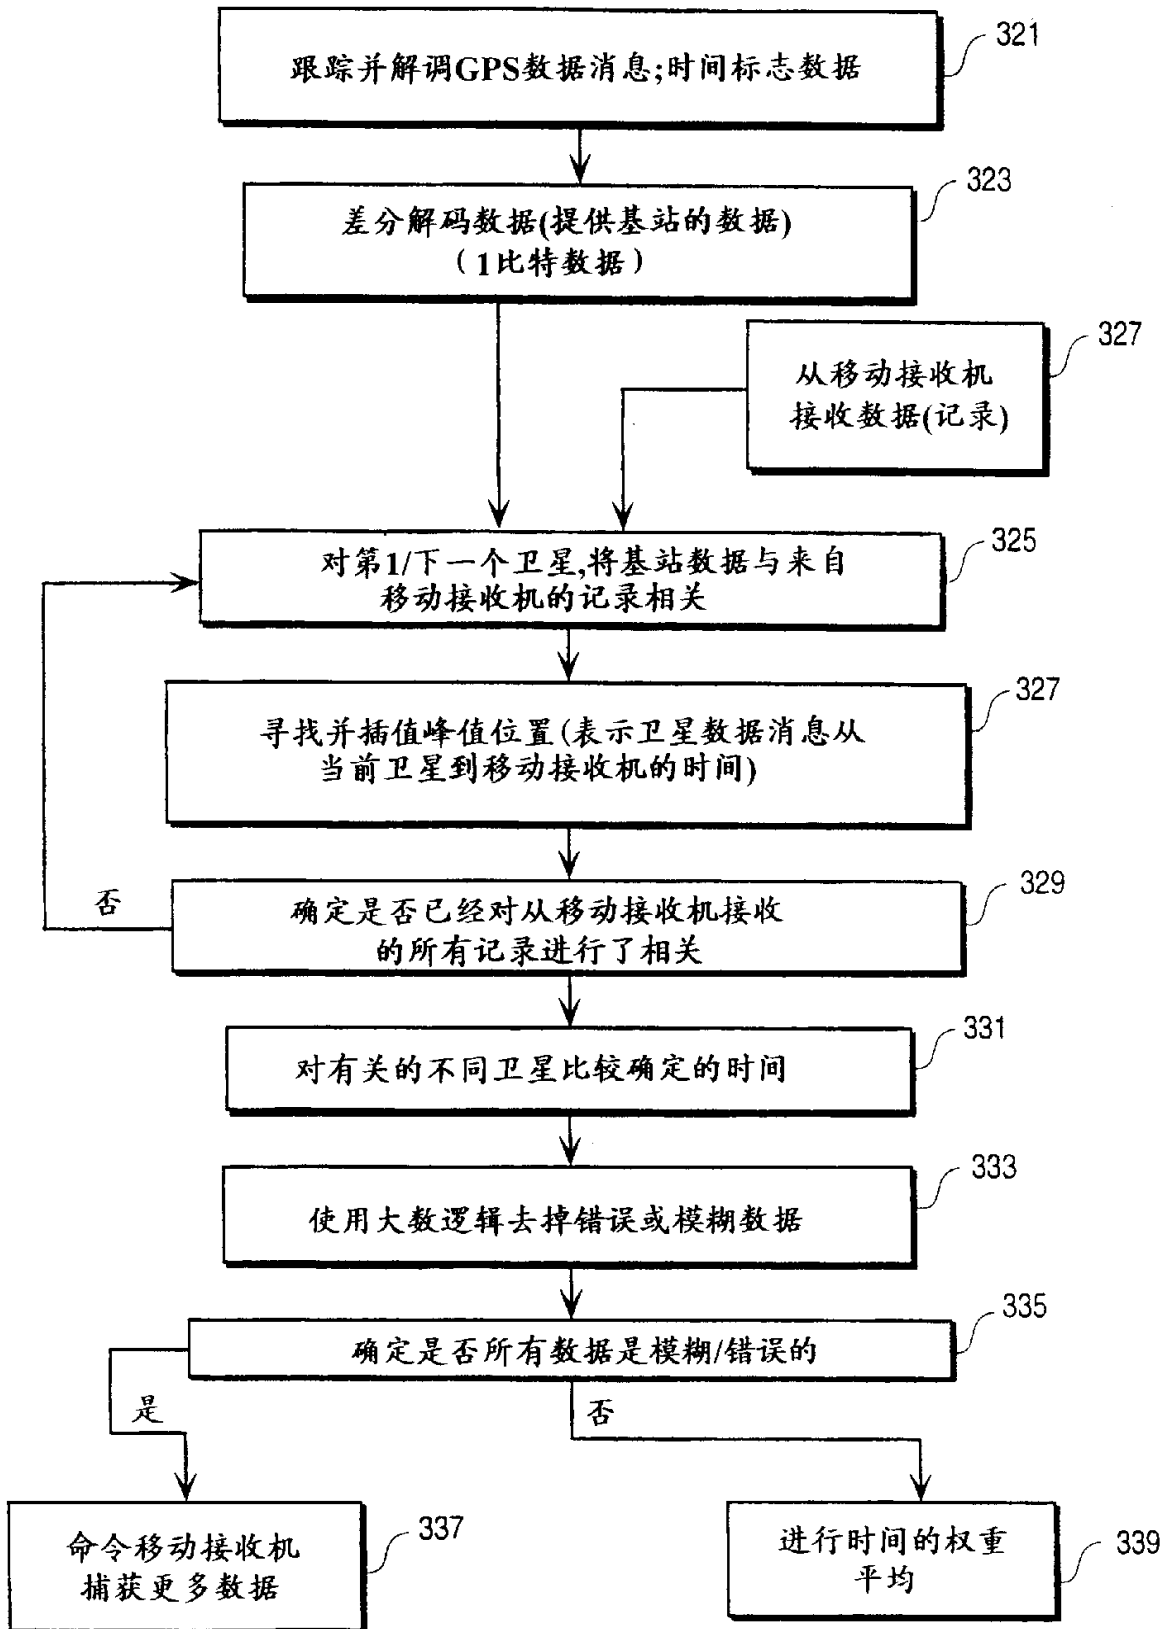 321
跟踪并解调GPS数据消息;时间标志数据
323
差分解码数据(提供基站的数据)
(1比特数据)
327
从移动接收机
接收数据(记录)
325
对第1/下一个卫星,将基站数据与来自
移动接收机的记录相关
327
寻找并插值峰值位置(表示卫星数据消息从
当前卫星到移动接收机的时间)
329
否
确定是否已经对从移动接收机接收
的所有记录进行了相关
331
对有关的不同卫星比较确定的时间
333
使用大数逻辑去掉错误或模糊数据
335
确定是否所有数据是模糊/错误的
是
否
337
命令移动接收机
捕获更多数据
339
进行时间的权重
平均